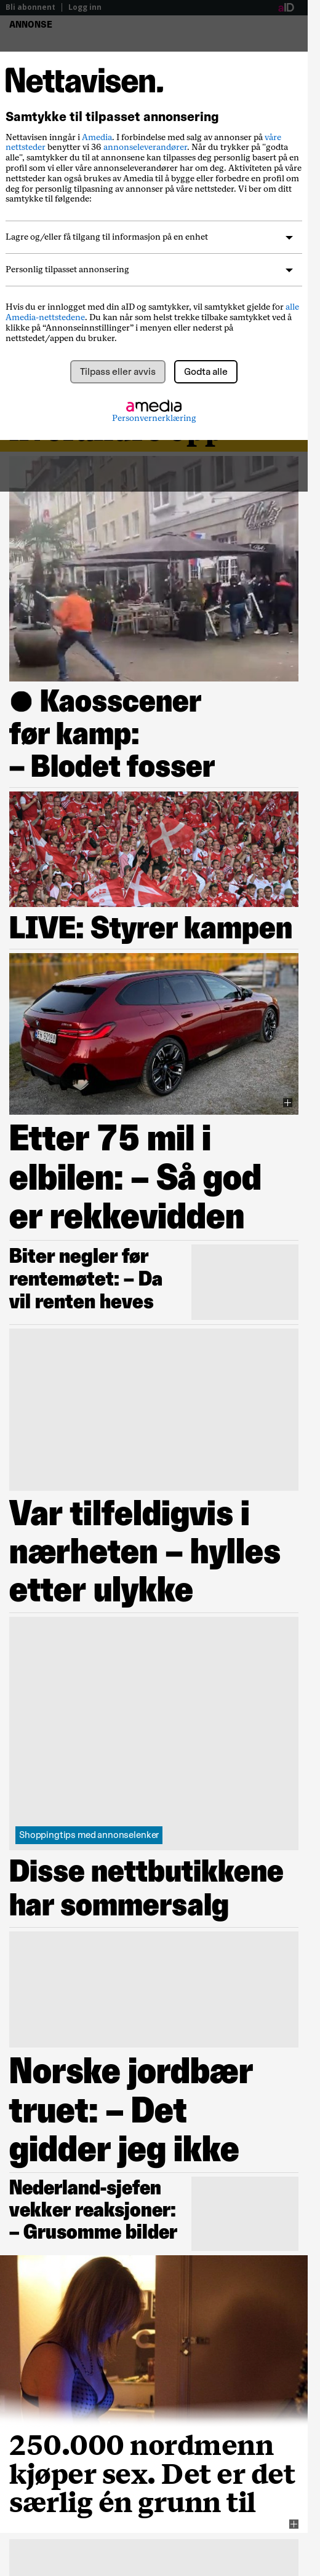 Bli abonnent | Logg inn
aID
ANNONSE
Nettavisen.
Samtykke til tilpasset annonsering
Nettavisen inngår i Amedia. I forbindelse med salg av annonser på våre
nettsteder benytter vi 36 annonseleverandører. Når du trykker på "godta
alle", samtykker du til at annonsene kan tilpasses deg personlig basert på en
profil som vi eller våre annonseleverandører har om deg. Aktiviteten på våre
nettsteder kan også brukes av Amedia til å bygge eller forbedre en profil om
deg for personlig tilpasning av annonser på våre nettsteder. Vi ber om ditt
samtykke til følgende:
Lagre og/eller få tilgang til informasjon på en enhet
Personlig tilpasset annonsering
Hvis du er innlogget med din aID og samtykker, vil samtykket gjelde for alle
Amedia-nettstedene. Du kan når som helst trekke tilbake samtykket ved å
klikke på “Annonseinnstillinger” i menyen eller nederst på
nettstedet/appen du bruker.
Tilpass eller avvis
Godta alle
amedia
Personvernerklæring
● Kaosscener
før kamp:
– Blodet fosser
LIVE: Styrer kampen
Etter 75 mil i
elbilen: – Så god
er rekkevidden
Biter negler før
rentemøtet: – Da
vil renten heves
Var tilfeldigvis i
nærheten – hylles
etter ulykke
Shoppingtips med annonselenker
Disse nettbutikkene
har sommersalg
Norske jordbær
truet: – Det
gidder jeg ikke
Nederland-sjefen
vekker reaksjoner:
– Grusomme bilder
250.000 nordmenn
kjøper sex. Det er det
særlig én grunn til